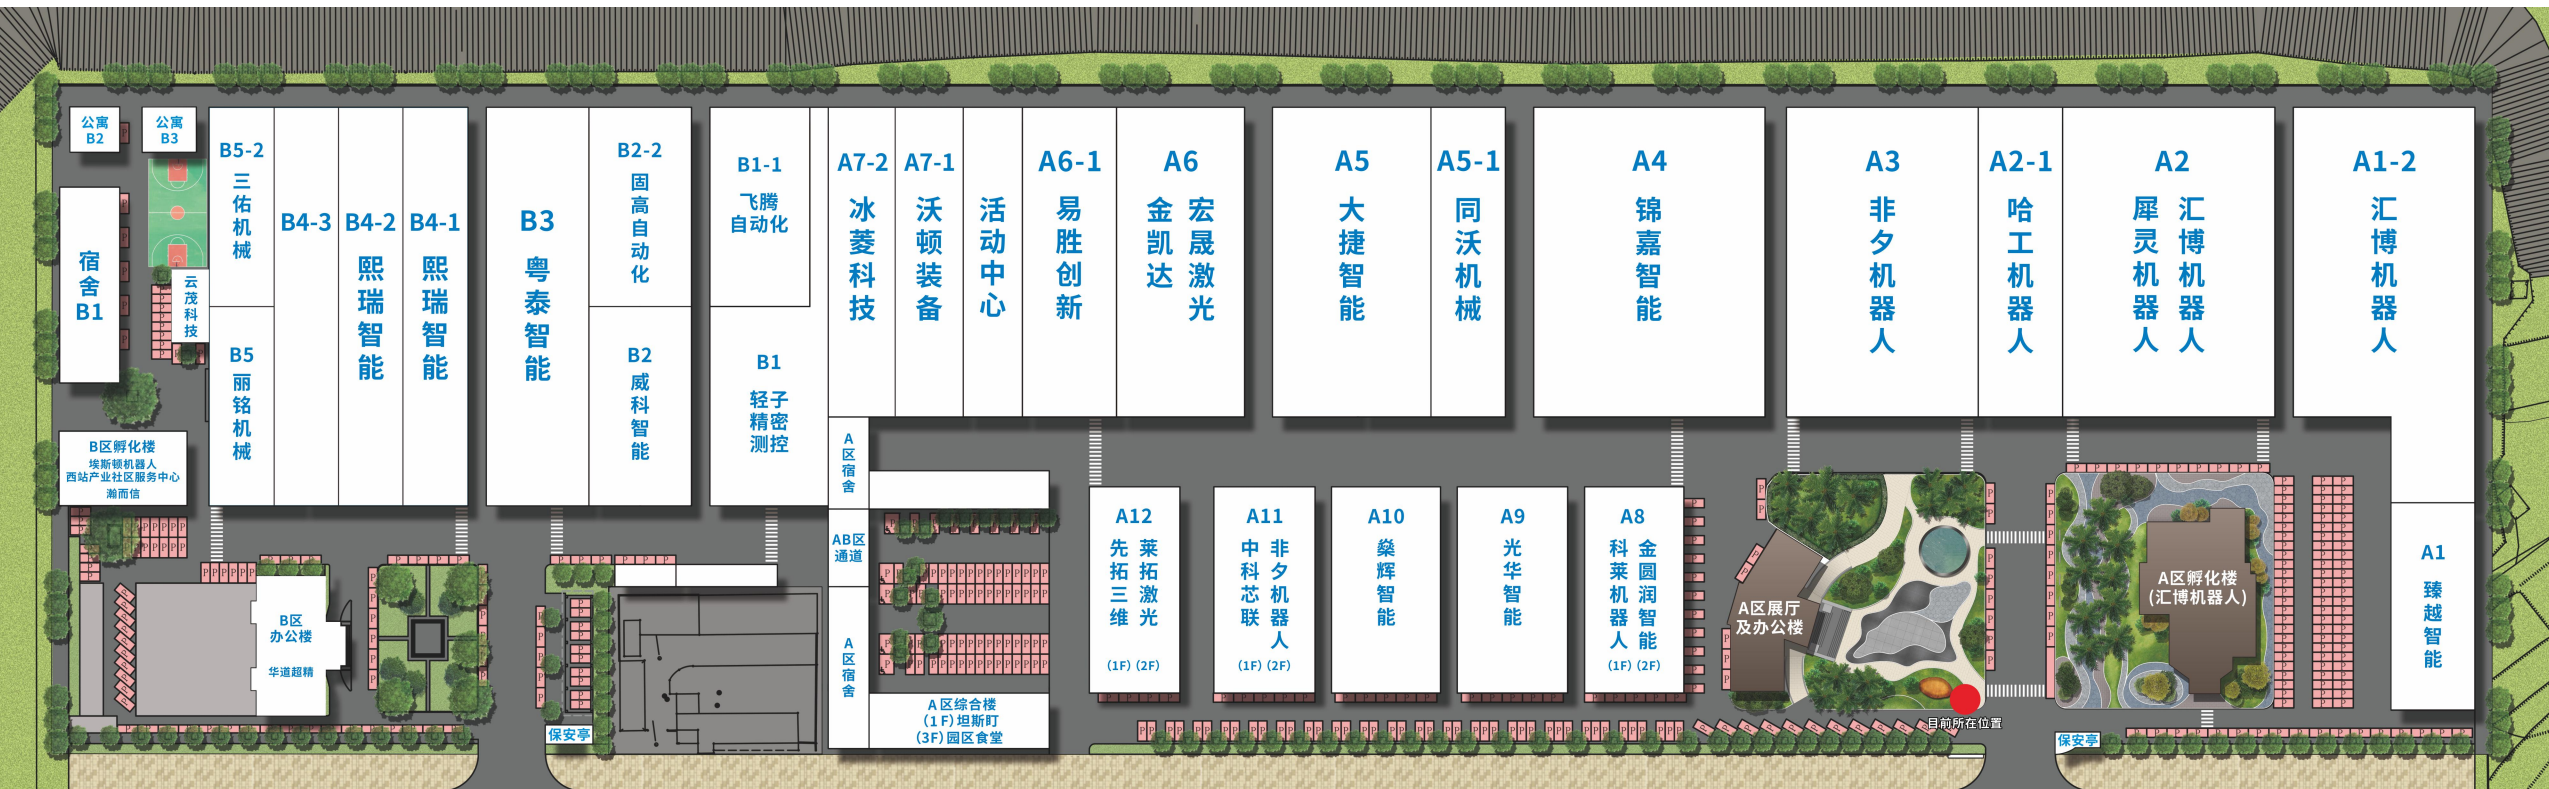 公寓
B2
公寓
B3
宿舍
B1
云茂科技
B区孵化楼
埃斯顿机器人
西站产业社区服务中心
瀚而信
B5-2
三佑机械
B5
丽铭机械
B4-3
B4-2
熙瑞智能
B4-1
熙瑞智能
B3
粤泰智能
B2-2
固高自动化
B2
威科智能
B1-1
飞腾
自动化
B1
轻子
精密
测控
A7-2
冰菱科技
A7-1
沃顿装备
活动中心
A6-1
易胜创新
A6
金凯达
宏晟激光
A5
大捷智能
A5-1
同沃机械
A4
锦嘉智能
A3
非夕机器人
A2-1
哈工机器人
A2
犀灵机器人
汇博机器人
A1-2
汇博机器人
A1
臻越智能
B区
办公楼
华道超精
保安亭
A区宿舍
AB区
通道
A区宿舍
A区综合楼
(1F)坦斯盯
(3F)园区食堂
A12
先拓三维
莱拓激光
(1F)(2F)
A11
中科芯联
非夕机器人
(1F)(2F)
A10
燊辉智能
A9
光华智能
A8
科莱机器人
金圆润智能
(1F)(2F)
A区展厅
及办公楼
目前所在位置
A区孵化楼
(汇博机器人)
保安亭